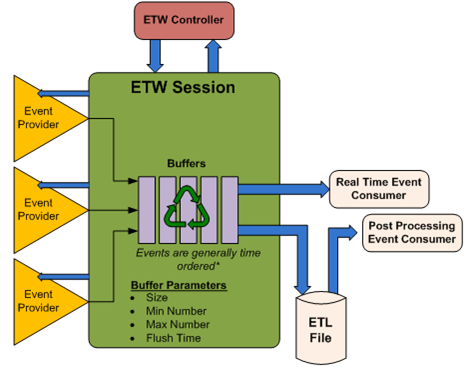 ETW Controller
ETW Session
Event
Provider
Buffers
Event
Provider
Real Time Event
Consumer
Post Processing
Event Consumer
Events are generally time
ordered*
Event
Provider
Buffer Parameters
• Size
• Min Number
• Max Number
• Flush Time
ETL
File